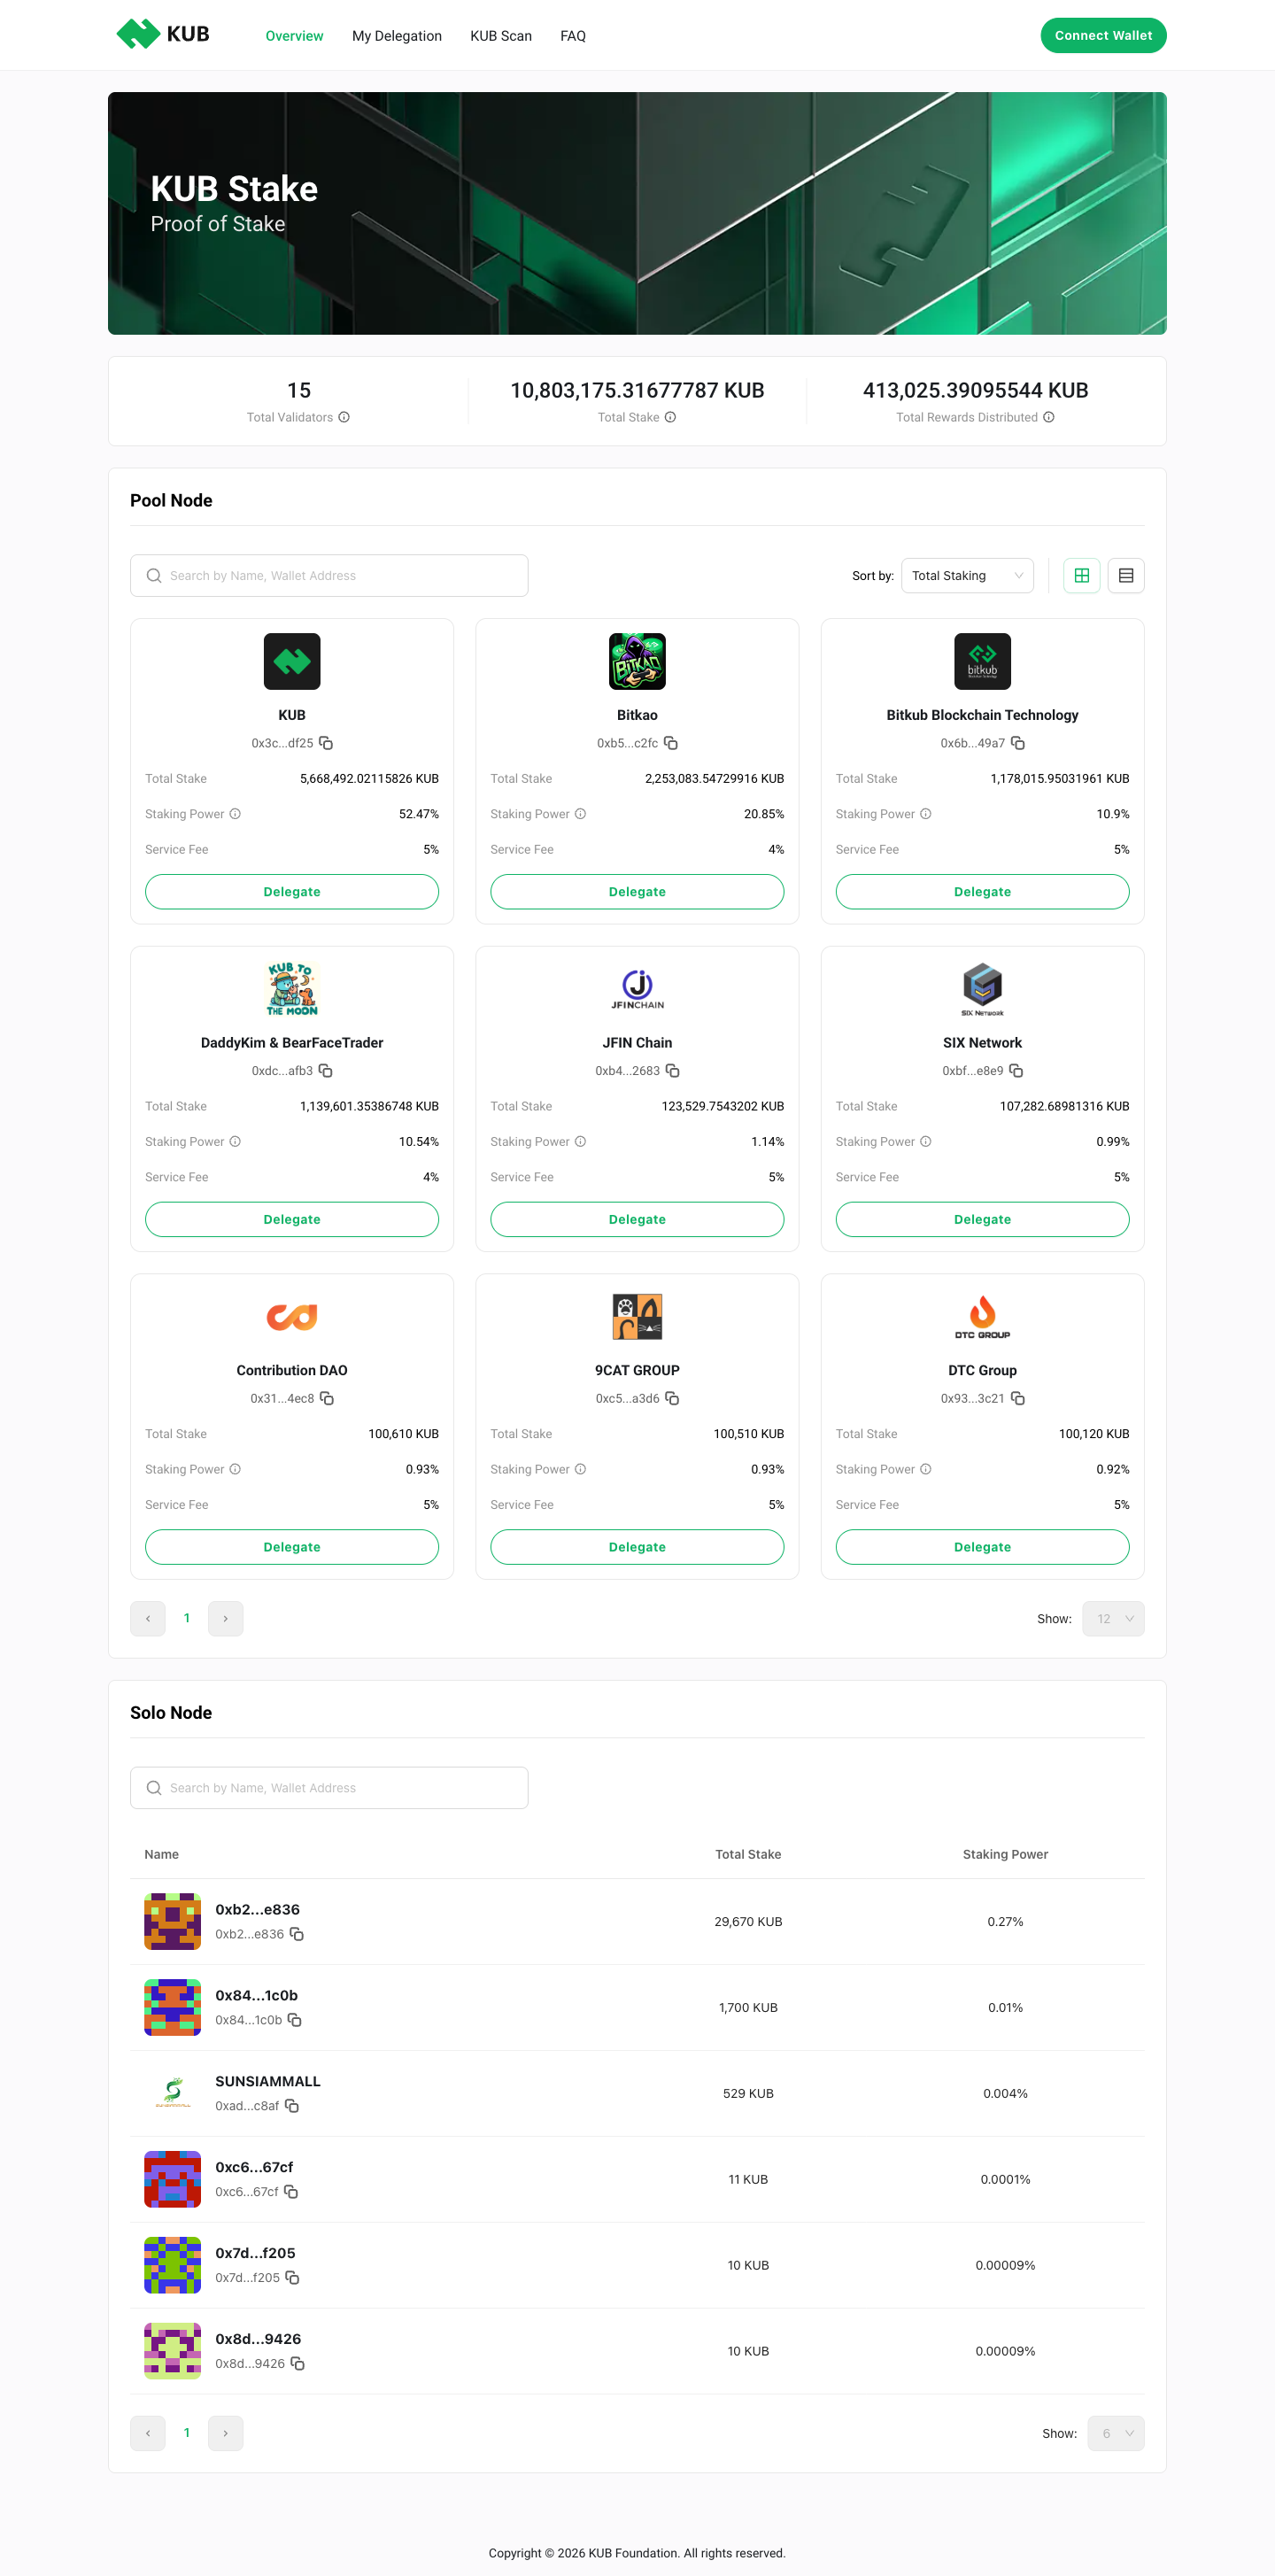 KUB
Overview
My Delegation
KUB Scan
FAQ
Connect Wallet
KUB Stake
Proof of Stake
15
Total Validators
10,803,175.31677787 KUB
Total Stake
413,025.39095544 KUB
Total Rewards Distributed
Pool Node
Search by Name, Wallet Address
Sort by:
Total Staking
KUB
0x3c...df25
Total Stake 5,668,492.02115826 KUB
Staking Power 52.47%
Service Fee 5%
Delegate
BITKAO
Bitkao
0xb5...c2fc
Total Stake 2,253,083.54729916 KUB
Staking Power 20.85%
Service Fee 4%
Delegate
bitkub
Bitkub Blockchain Technology
0x6b...49a7
Total Stake 1,178,015.95031961 KUB
Staking Power 10.9%
Service Fee 5%
Delegate
KUB TO
THE MOON
DaddyKim & BearFaceTrader
0xdc...afb3
Total Stake 1,139,601.35386748 KUB
Staking Power 10.54%
Service Fee 4%
Delegate
JFINCHAIN
JFIN Chain
0xb4...2683
Total Stake 123,529.7543202 KUB
Staking Power 1.14%
Service Fee 5%
Delegate
SIX Network
SIX Network
0xbf...e8e9
Total Stake 107,282.68981316 KUB
Staking Power 0.99%
Service Fee 5%
Delegate
Contribution DAO
0x31...4ec8
Total Stake 100,610 KUB
Staking Power 0.93%
Service Fee 5%
Delegate
9CAT GROUP
0xc5...a3d6
Total Stake 100,510 KUB
Staking Power 0.93%
Service Fee 5%
Delegate
DTC GROUP
DTC Group
0x93...3c21
Total Stake 100,120 KUB
Staking Power 0.92%
Service Fee 5%
Delegate
‹ 1 ›
Show: 12
Solo Node
Search by Name, Wallet Address
Name Total Stake Staking Power
0xb2...e836
0xb2...e836
29,670 KUB
0.27%
0x84...1c0b
0x84...1c0b
1,700 KUB
0.01%
SUNSIAMMALL
0xad...c8af
529 KUB
0.004%
0xc6...67cf
0xc6...67cf
11 KUB
0.0001%
0x7d...f205
0x7d...f205
10 KUB
0.00009%
0x8d...9426
0x8d...9426
10 KUB
0.00009%
‹ 1 ›
Show: 6
Copyright © 2026 KUB Foundation. All rights reserved.